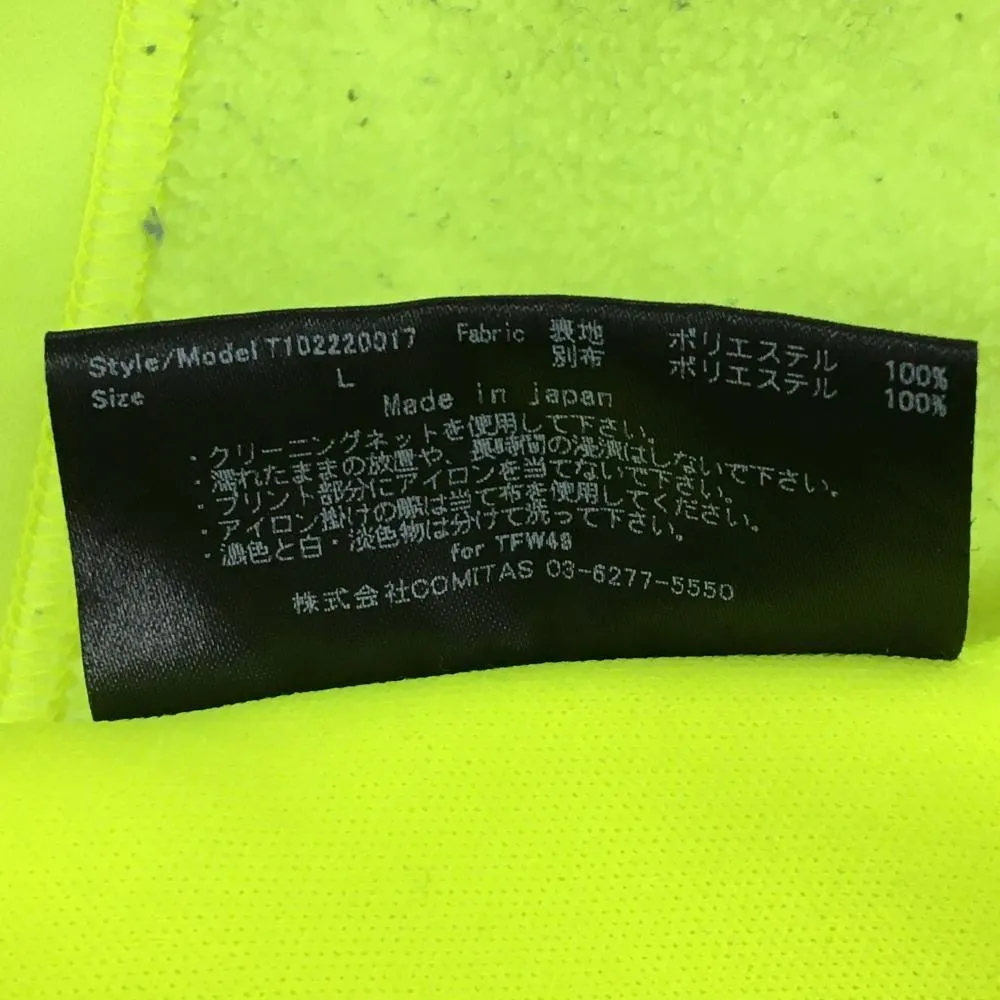 Style/Model T102220017 Fabric 表地 ポリエステル 100%
別布 ポリエステル 100%
Size L
Made in japan
・クリーニングネットを使用して下さい。
・濡れたままの放置や、長時間の浸漬はしないで下さい。
・プリント部分にアイロンを当てないで下さい。
・アイロン掛けの際は当て布を使用してください。
・濃色と白・淡色物は分けて洗って下さい。
for TFW49
株式会社COMITAS 03-6277-5550